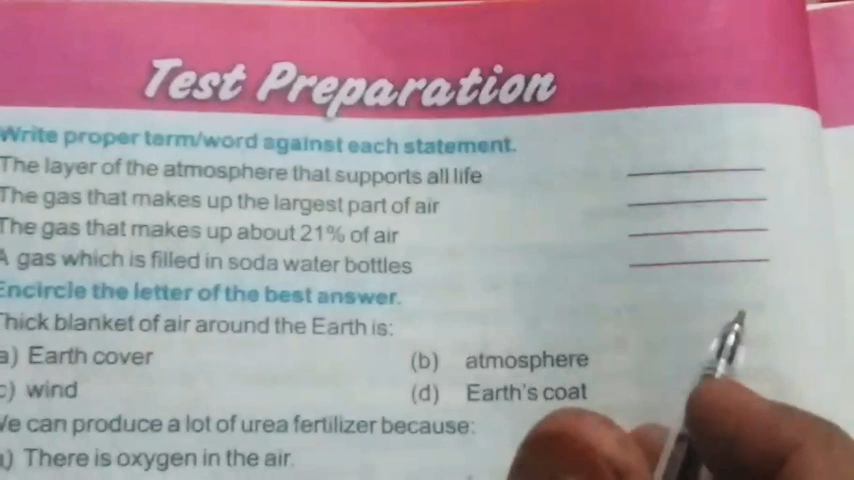 Test Preparation
Write proper term/word against each statement.
The layer of the atmosphere that supports all life
The gas that makes up the largest part of air
The gas that makes up about 21% of air
A gas which is filled in soda water bottles
Encircle the letter of the best answer.
Thick blanket of air around the Earth is:
a) Earth cover (b) atmosphere
c) wind (d) Earth's coat
We can produce a lot of urea fertilizer because:
a) There is oxygen in the air.